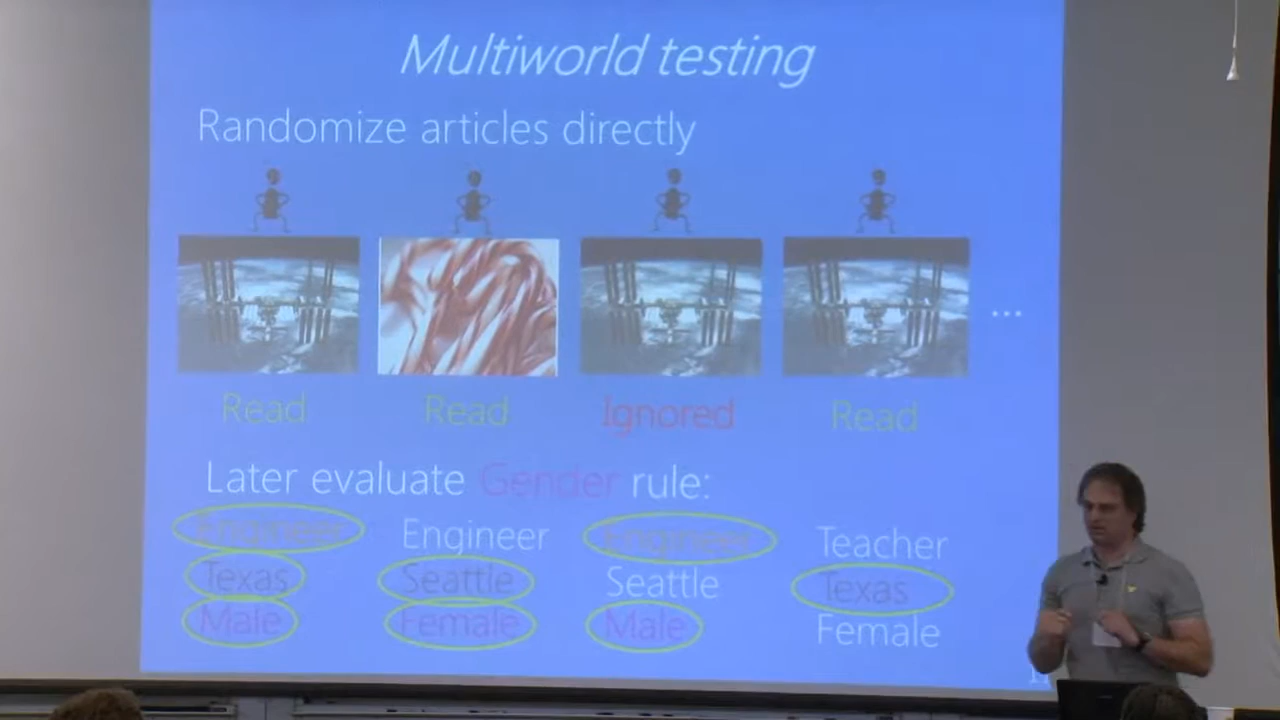 Multiworld testing
Randomize articles directly
...
Read Read Ignored Read
Later evaluate Gender rule:
Engineer Engineer Engineer Teacher
Texas Seattle Seattle Texas
Male Female Male Female